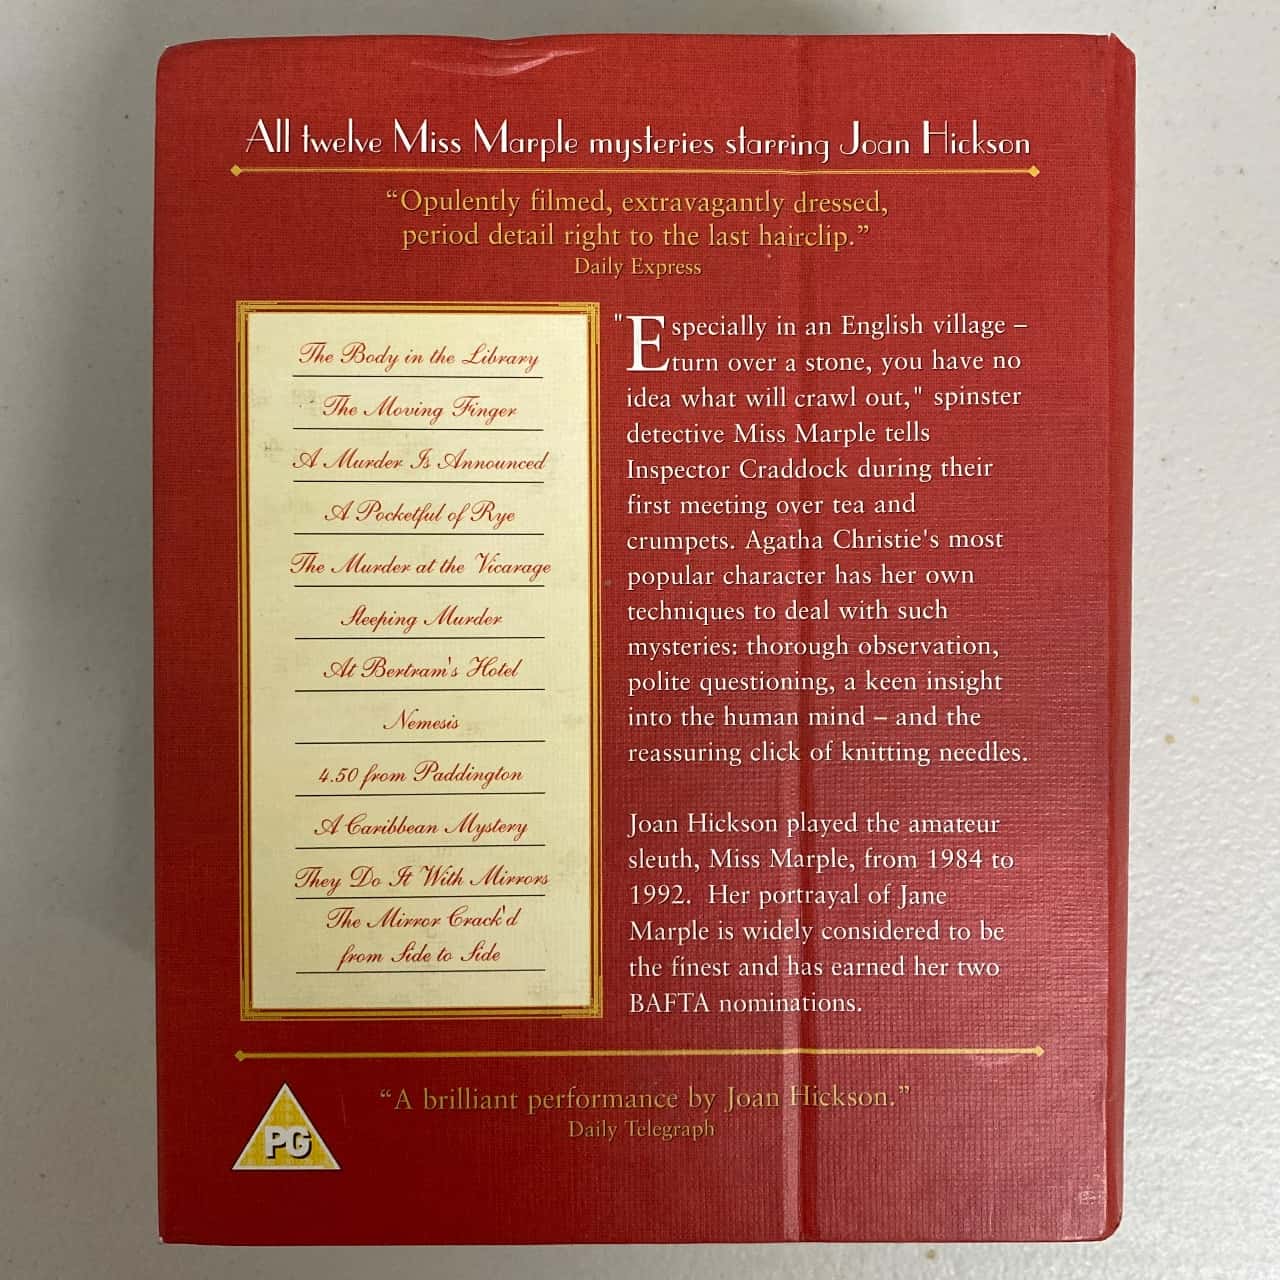 All twelve Miss Marple mysteries starring Joan Hickson
“Opulently filmed, extravagantly dressed,
period detail right to the last hairclip.”
Daily Express
The Body in the Library
The Moving Finger
A Murder Is Announced
A Pocketful of Rye
The Murder at the Vicarage
Sleeping Murder
At Bertram's Hotel
Nemesis
4.50 from Paddington
A Caribbean Mystery
They Do It With Mirrors
The Mirror Crack'd
from Side to Side
"Especially in an English village –
turn over a stone, you have no
idea what will crawl out," spinster
detective Miss Marple tells
Inspector Craddock during their
first meeting over tea and
crumpets. Agatha Christie's most
popular character has her own
techniques to deal with such
mysteries: thorough observation,
polite questioning, a keen insight
into the human mind – and the
reassuring click of knitting needles.
Joan Hickson played the amateur
sleuth, Miss Marple, from 1984 to
1992. Her portrayal of Jane
Marple is widely considered to be
the finest and has earned her two
BAFTA nominations.
“A brilliant performance by Joan Hickson.”
Daily Telegraph
PG